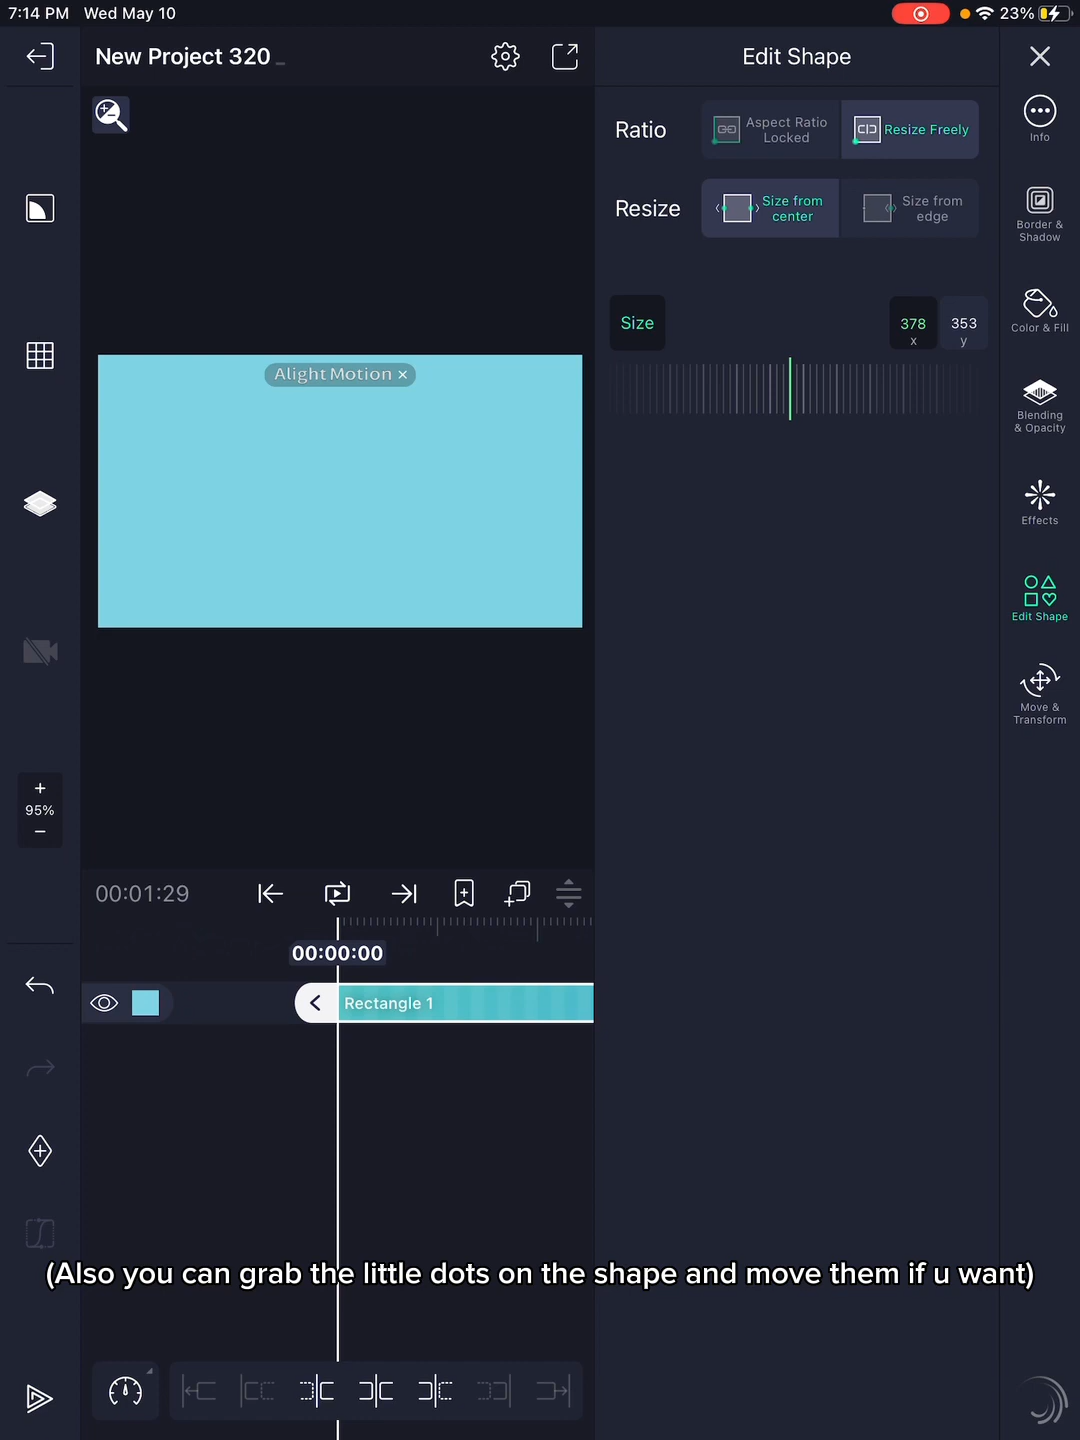 7:14 PM Wed May 10
23%
New Project 320
Edit Shape
Info
Ratio
Aspect Ratio
Locked
Resize Freely
Resize
Size from
center
Size from
edge
Border &
Shadow
Size
378
x
353
y
Color & Fill
Alight Motion ×
Blending
& Opacity
Effects
Edit Shape
Move &
Transform
+
95%
−
00:01:29
00:00:00
Rectangle 1
(Also you can grab the little dots on the shape and move them if u want)